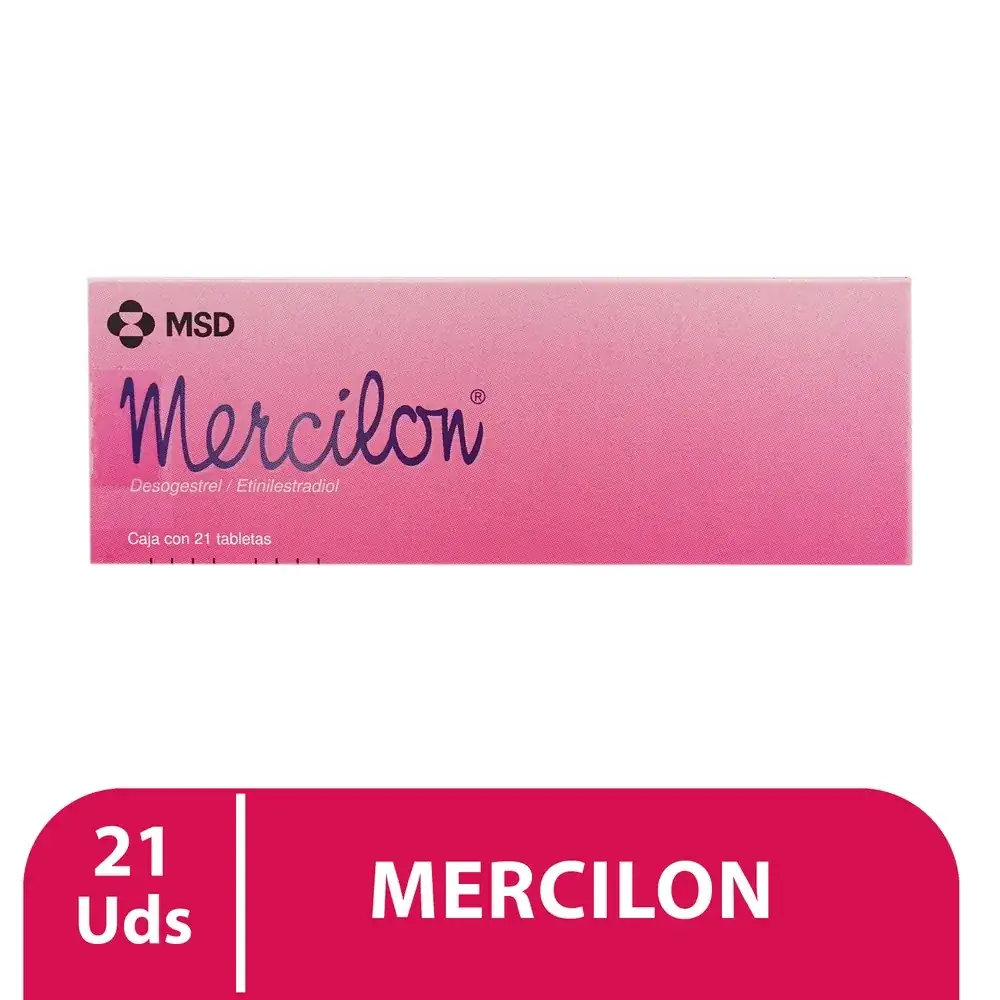 MSD
Mercilon®
Desogestrel / Etinilestradiol
Caja con 21 tabletas
21
Uds
MERCILON